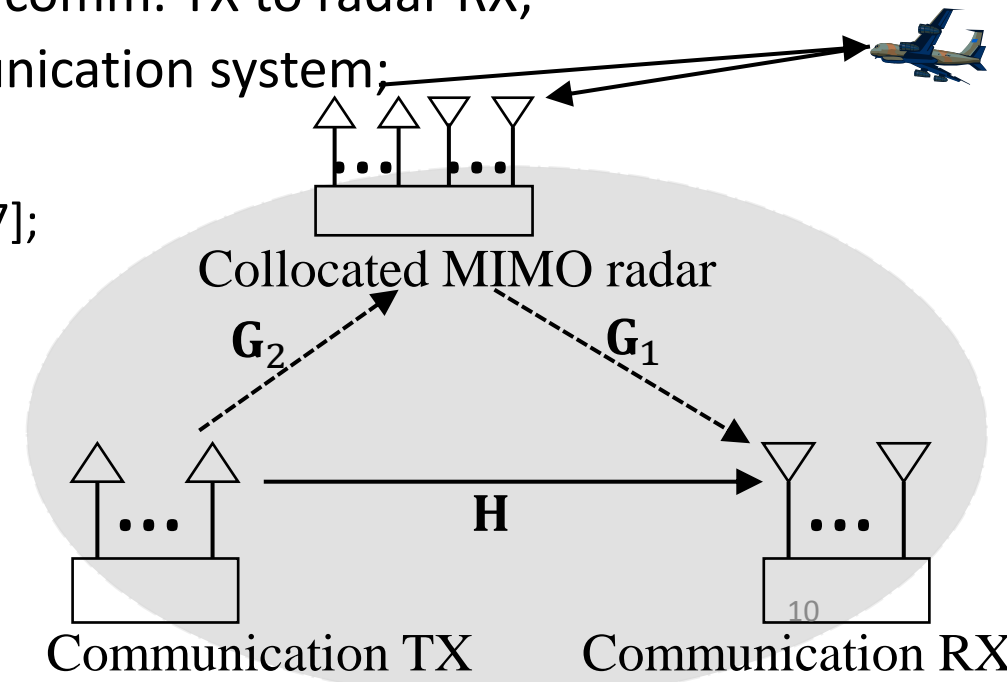 comm. TX to radar RX;
unication system;
7];
Collocated MIMO radar
G₂
G₁
H
10
Communication TX
Communication RX